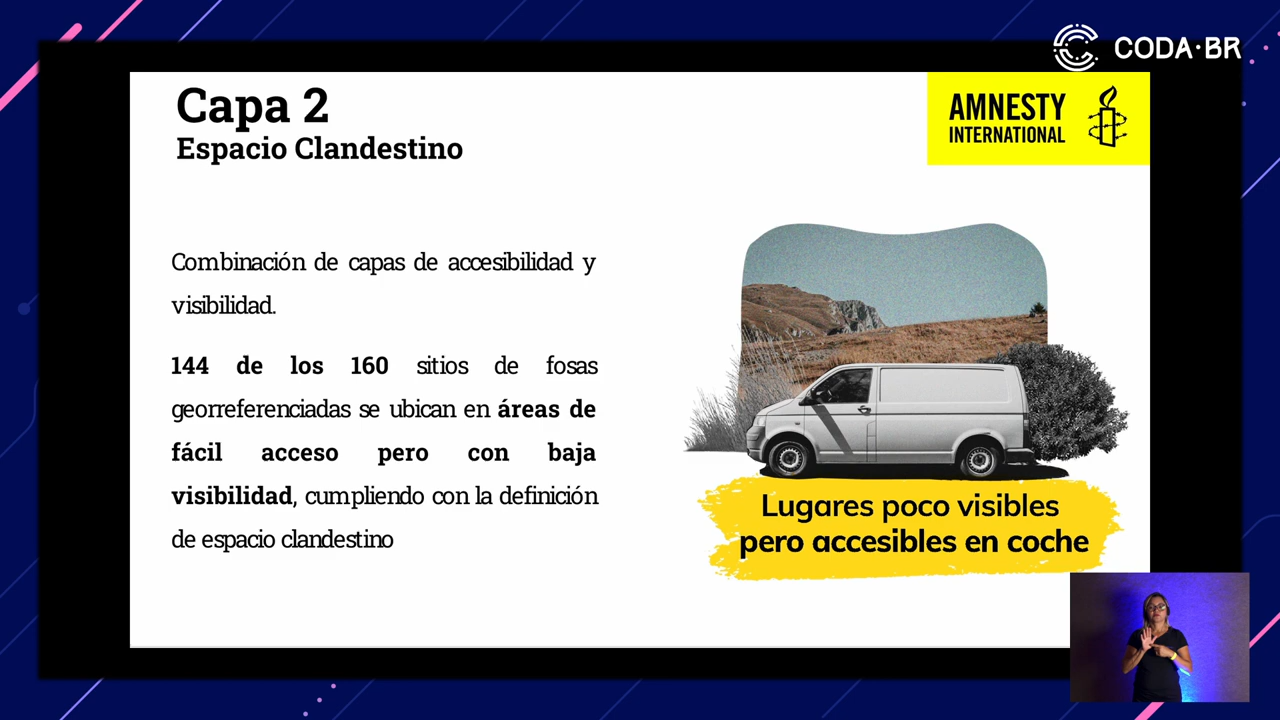 CODA·BR
Capa 2
Espacio Clandestino
AMNESTY
INTERNATIONAL
Combinación de capas de accesibilidad y
visibilidad.
144 de los 160 sitios de fosas
georreferenciadas se ubican en áreas de
fácil acceso pero con baja
visibilidad, cumpliendo con la definición
de espacio clandestino
Lugares poco visibles
pero accesibles en coche